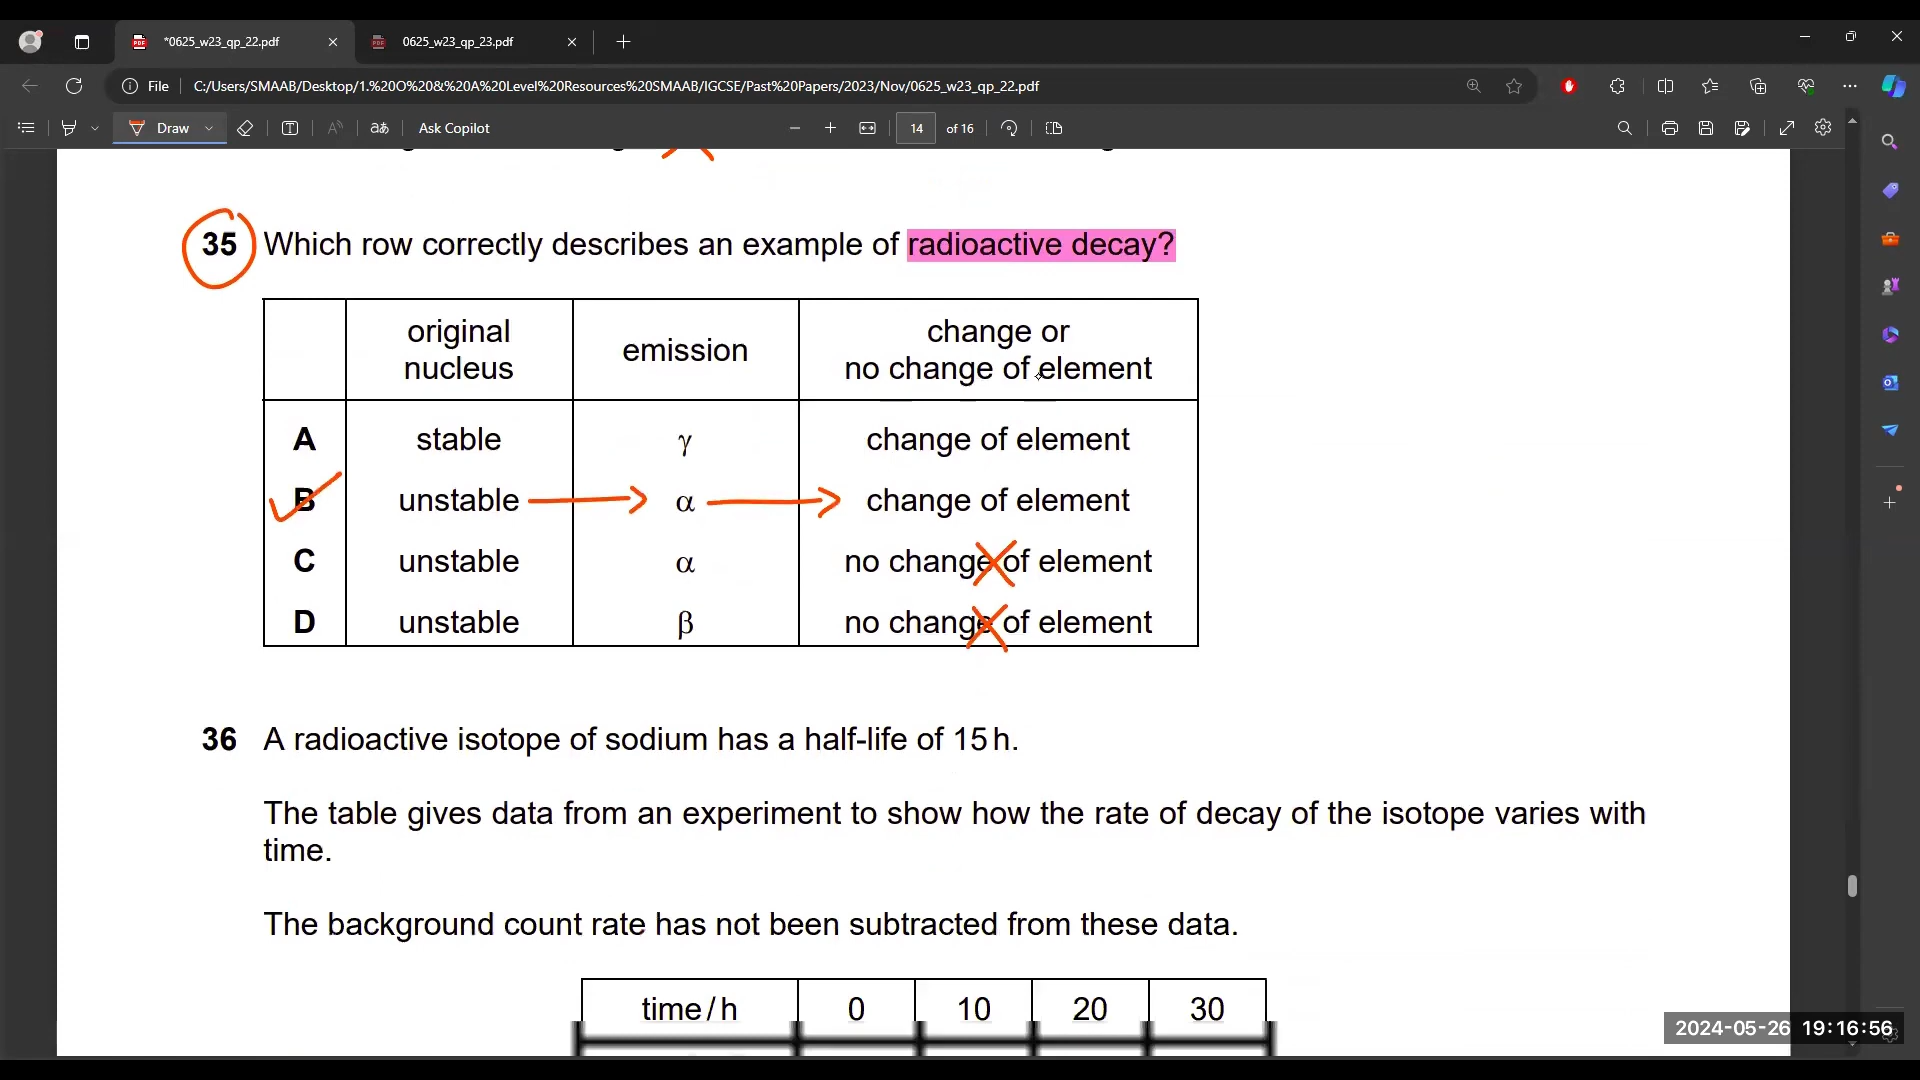 *0625_w23_qp_22.pdf
0625_w23_qp_23.pdf
File
C:/Users/SMAAB/Desktop/1.%20O%20&%20A%20Level%20Resources%20SMAAB/IGCSE/Past%20Papers/2023/Nov/0625_w23_qp_22.pdf
Draw
Ask Copilot
14 of 16
35 Which row correctly describes an example of radioactive decay?
original nucleus
emission
change or no change of element
A stable γ change of element
B unstable α change of element
C unstable α no change of element
D unstable β no change of element
36 A radioactive isotope of sodium has a half-life of 15 h.
The table gives data from an experiment to show how the rate of decay of the isotope varies with
time.
The background count rate has not been subtracted from these data.
time / h 0 10 20 30
2024-05-26 19:16:56